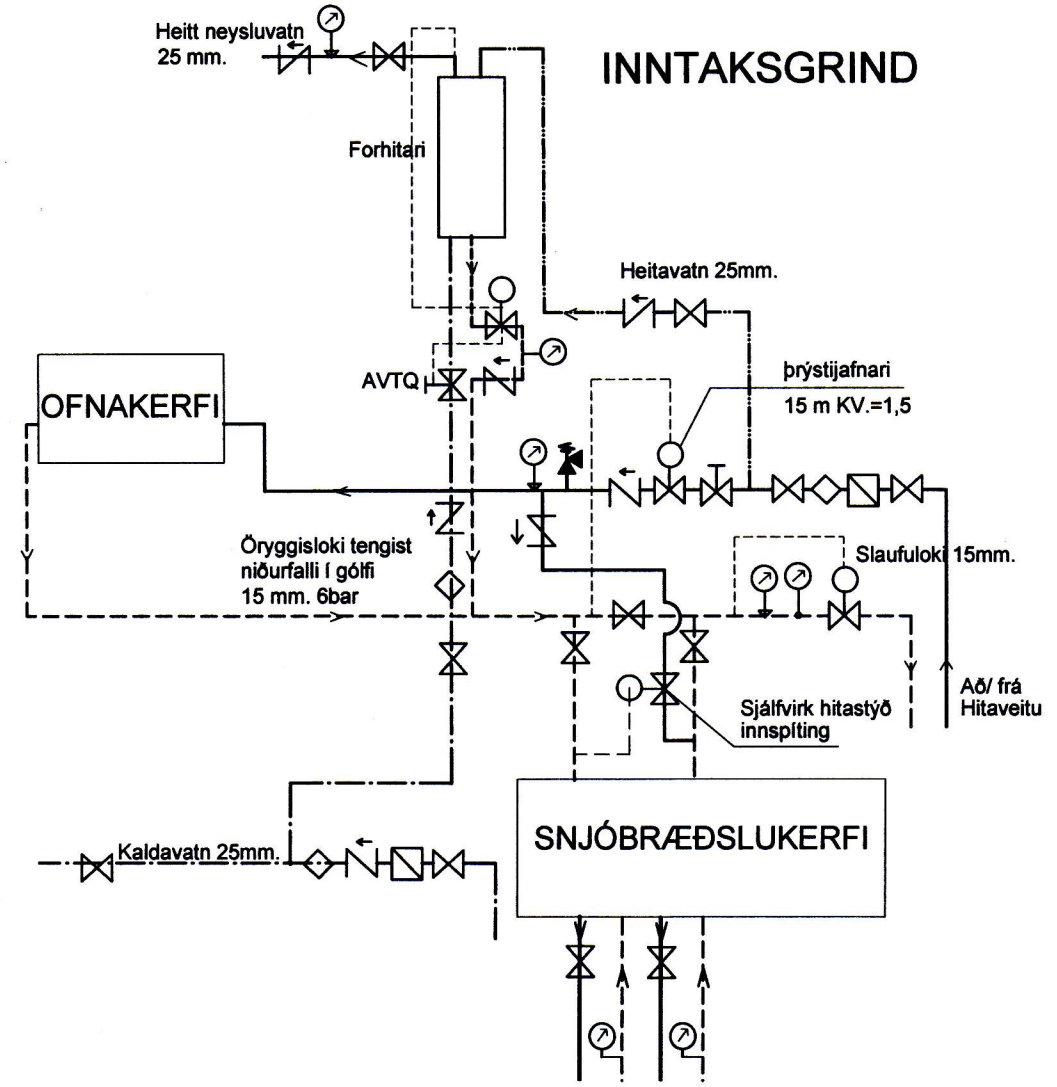 Heitt neysluvatn
25 mm.
INNTAKSGRIND
Forhitari
Heitavatn 25mm.
AVTQ
OFNAKERFI
þrýstijafnari
15 m KV.=1,5
Öryggisloki tengist
niðurfalli í gólfi
15 mm. 6bar
Slaufuloki 15mm.
Að/ frá
Hitaveitu
Sjálfvirk hitastýð
innspíting
SNJÓBRÆÐSLUKERFI
Kaldavatn 25mm.